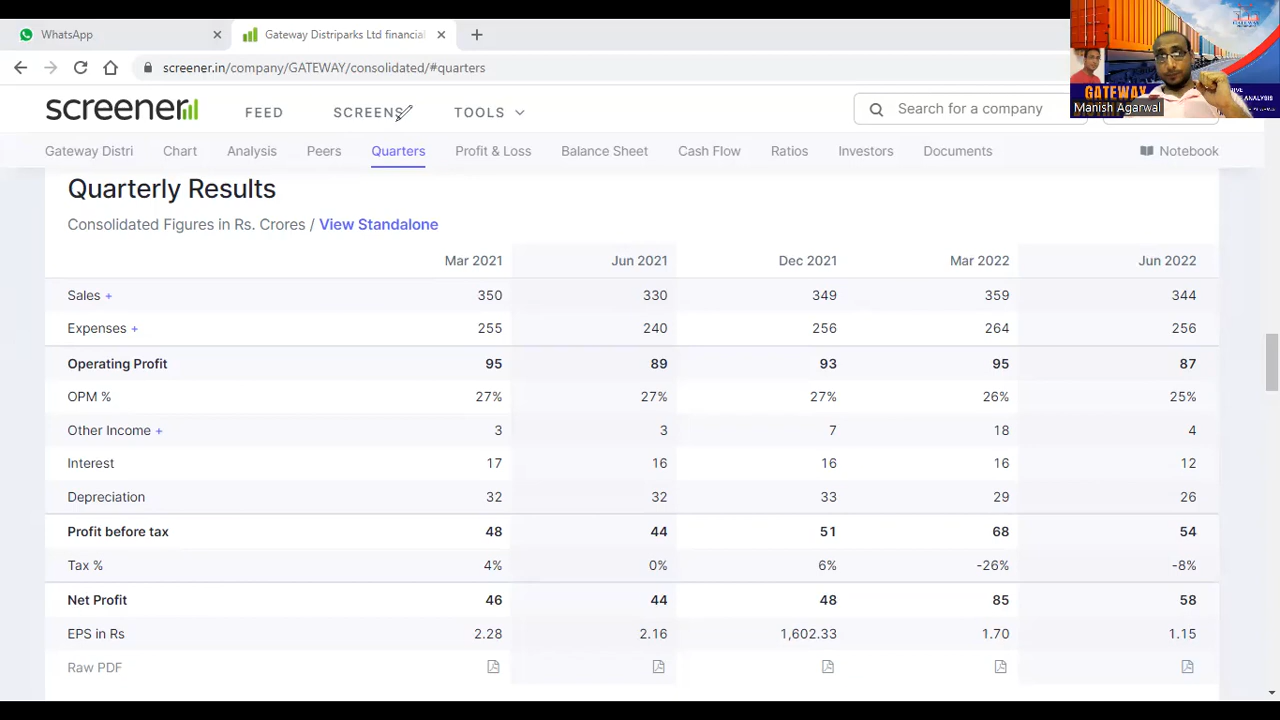 WhatsApp
Gateway Distriparks Ltd financial
screener.in/company/GATEWAY/consolidated/#quarters
screener FEED SCREENS TOOLS Search for a company
GATEWAY
Manish Agarwal
ANALYSIS
Gateway Distri Chart Analysis Peers Quarters Profit & Loss Balance Sheet Cash Flow Ratios Investors Documents Notebook
Quarterly Results
Consolidated Figures in Rs. Crores / View Standalone
Mar 2021 Jun 2021 Dec 2021 Mar 2022 Jun 2022
Sales + 350 330 349 359 344
Expenses + 255 240 256 264 256
Operating Profit 95 89 93 95 87
OPM % 27% 27% 27% 26% 25%
Other Income + 3 3 7 18 4
Interest 17 16 16 16 12
Depreciation 32 32 33 29 26
Profit before tax 48 44 51 68 54
Tax % 4% 0% 6% -26% -8%
Net Profit 46 44 48 85 58
EPS in Rs 2.28 2.16 1,602.33 1.70 1.15
Raw PDF